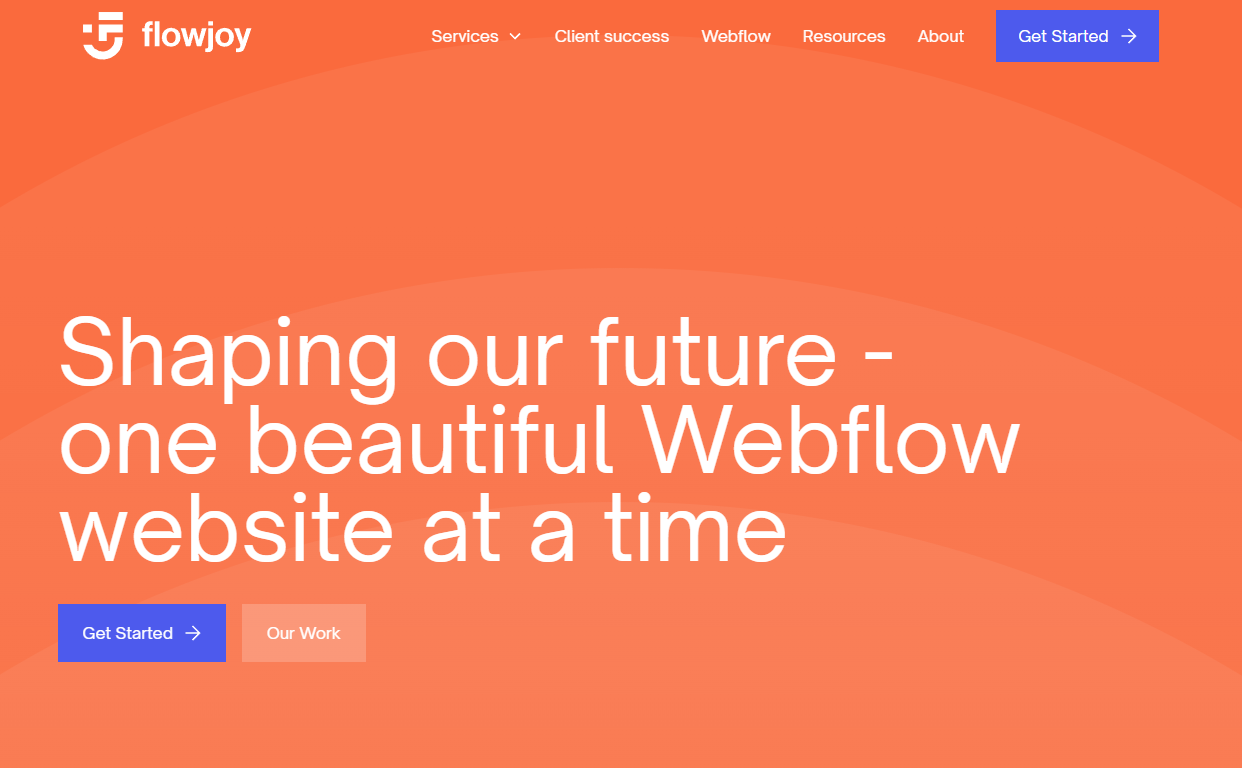 flowjoy
Services
Client success
Webflow
Resources
About
Get Started
Shaping our future -
one beautiful Webflow
website at a time
Get Started
Our Work